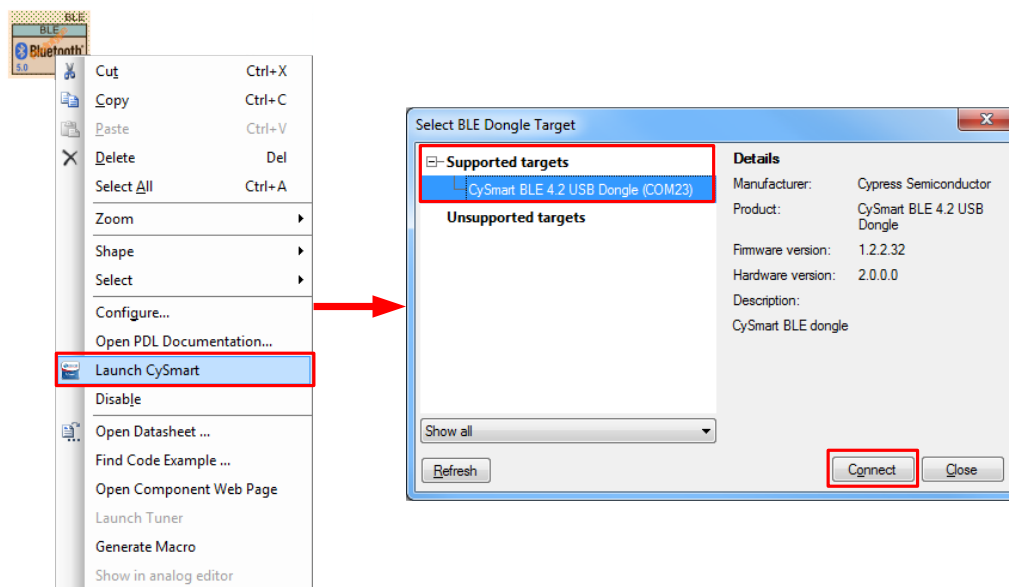 BLE
BLE
Bluetooth
5.0
Cut Ctrl+X
Copy Ctrl+C
Paste Ctrl+V
Delete Del
Select All Ctrl+A
Zoom
Shape
Select
Configure...
Open PDL Documentation...
Launch CySmart
Disable
Open Datasheet ...
Find Code Example ...
Open Component Web Page
Launch Tuner
Generate Macro
Show in analog editor
Select BLE Dongle Target
Supported targets
CySmart BLE 4.2 USB Dongle (COM23)
Unsupported targets
Show all
Refresh
Details
Manufacturer: Cypress Semiconductor
Product: CySmart BLE 4.2 USB
Dongle
Firmware version: 1.2.2.32
Hardware version: 2.0.0.0
Description:
CySmart BLE dongle
Connect Close